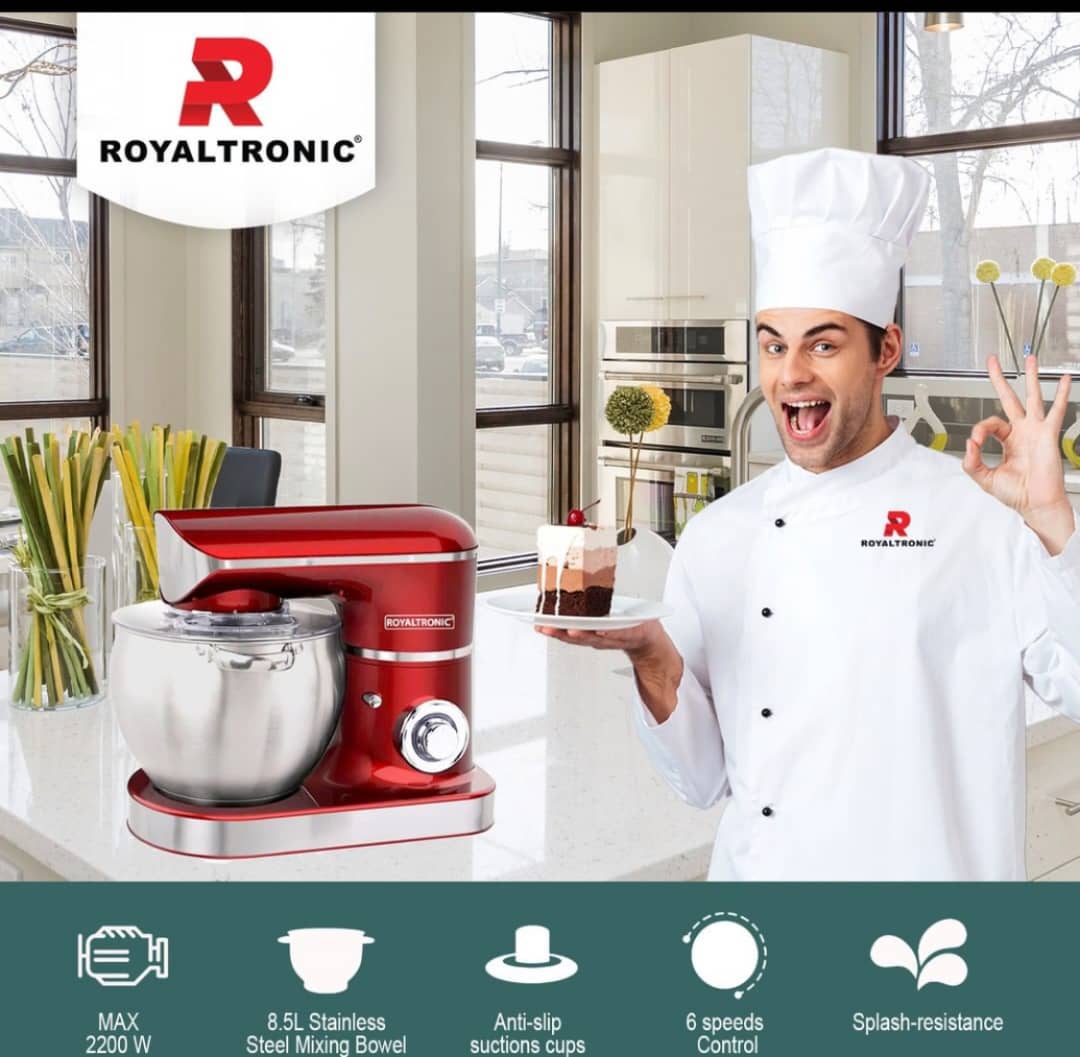 R
ROYALTRONIC®
ROYALTRONIC
R
ROYALTRONIC
MAX
2200 W
8.5L Stainless
Steel Mixing Bowel
Anti-slip
suctions cups
6 speeds
Control
Splash-resistance